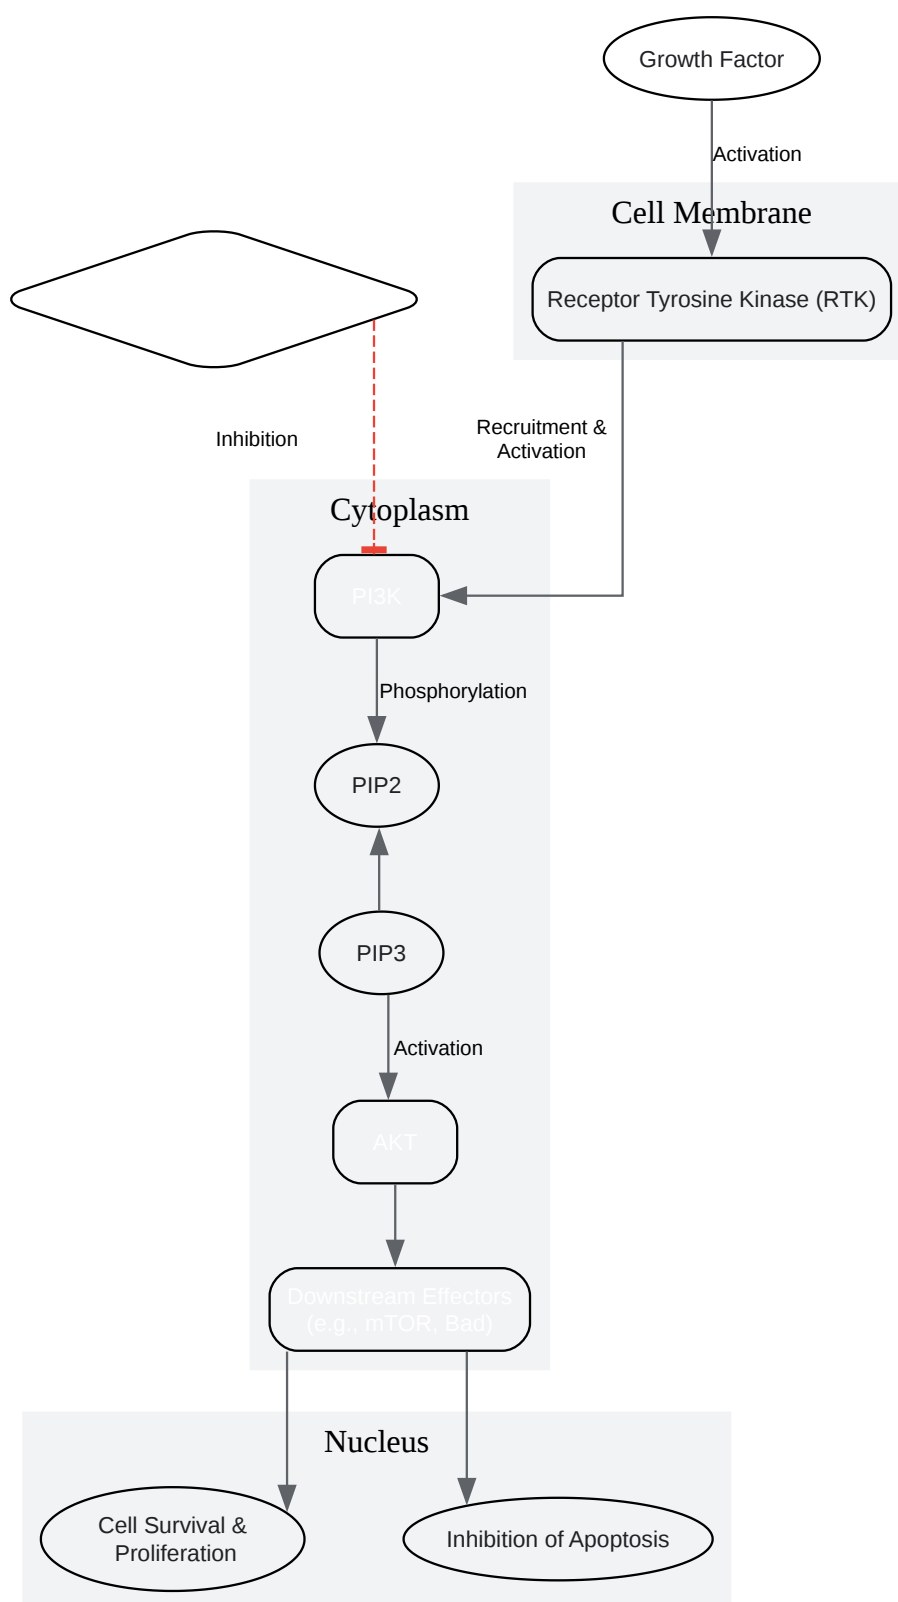 Growth Factor
Activation
Cell Membrane
Receptor Tyrosine Kinase (RTK)
Recruitment &
Activation
Inhibition
Cytoplasm
PI3K
Phosphorylation
PIP2
PIP3
Activation
AKT
Downstream Effectors
(e.g., mTOR, Bad)
Nucleus
Cell Survival &
Proliferation
Inhibition of Apoptosis